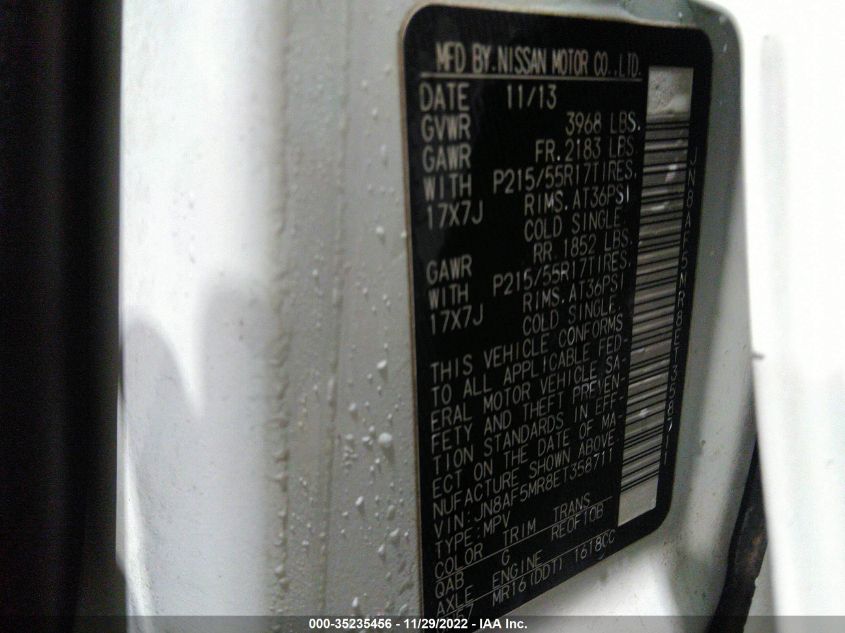 MFD BY.NISSAN MOTOR CO.,LTD.
DATE 11/13
GVWR 3968 LBS.
GAWR FR.2183 LBS
WITH P215/55R17TIRES.
17X7J RIMS.AT36PSI
COLD SINGLE.
GAWR RR.1852 LBS.
WITH P215/55R17TIRES.
17X7J RIMS.AT36PSI
COLD SINGLE.
THIS VEHICLE CONFORMS
TO ALL APPLICABLE FED-
ERAL MOTOR VEHICLE SA-
FETY AND THEFT PREVEN-
TION STANDARDS IN EFF-
ECT ON THE DATE OF MA-
NUFACTURE SHOWN ABOVE.
VIN:JN8AF5MR8ET358711
TYPE:MPV
COLOR TRIM TRANS
QAB G RE0F10B
AXLE ENGINE
MR16(DDT) 1618CC
JN8AF5MR8ET358711
000-35235456 - 11/29/2022 - IAA Inc.